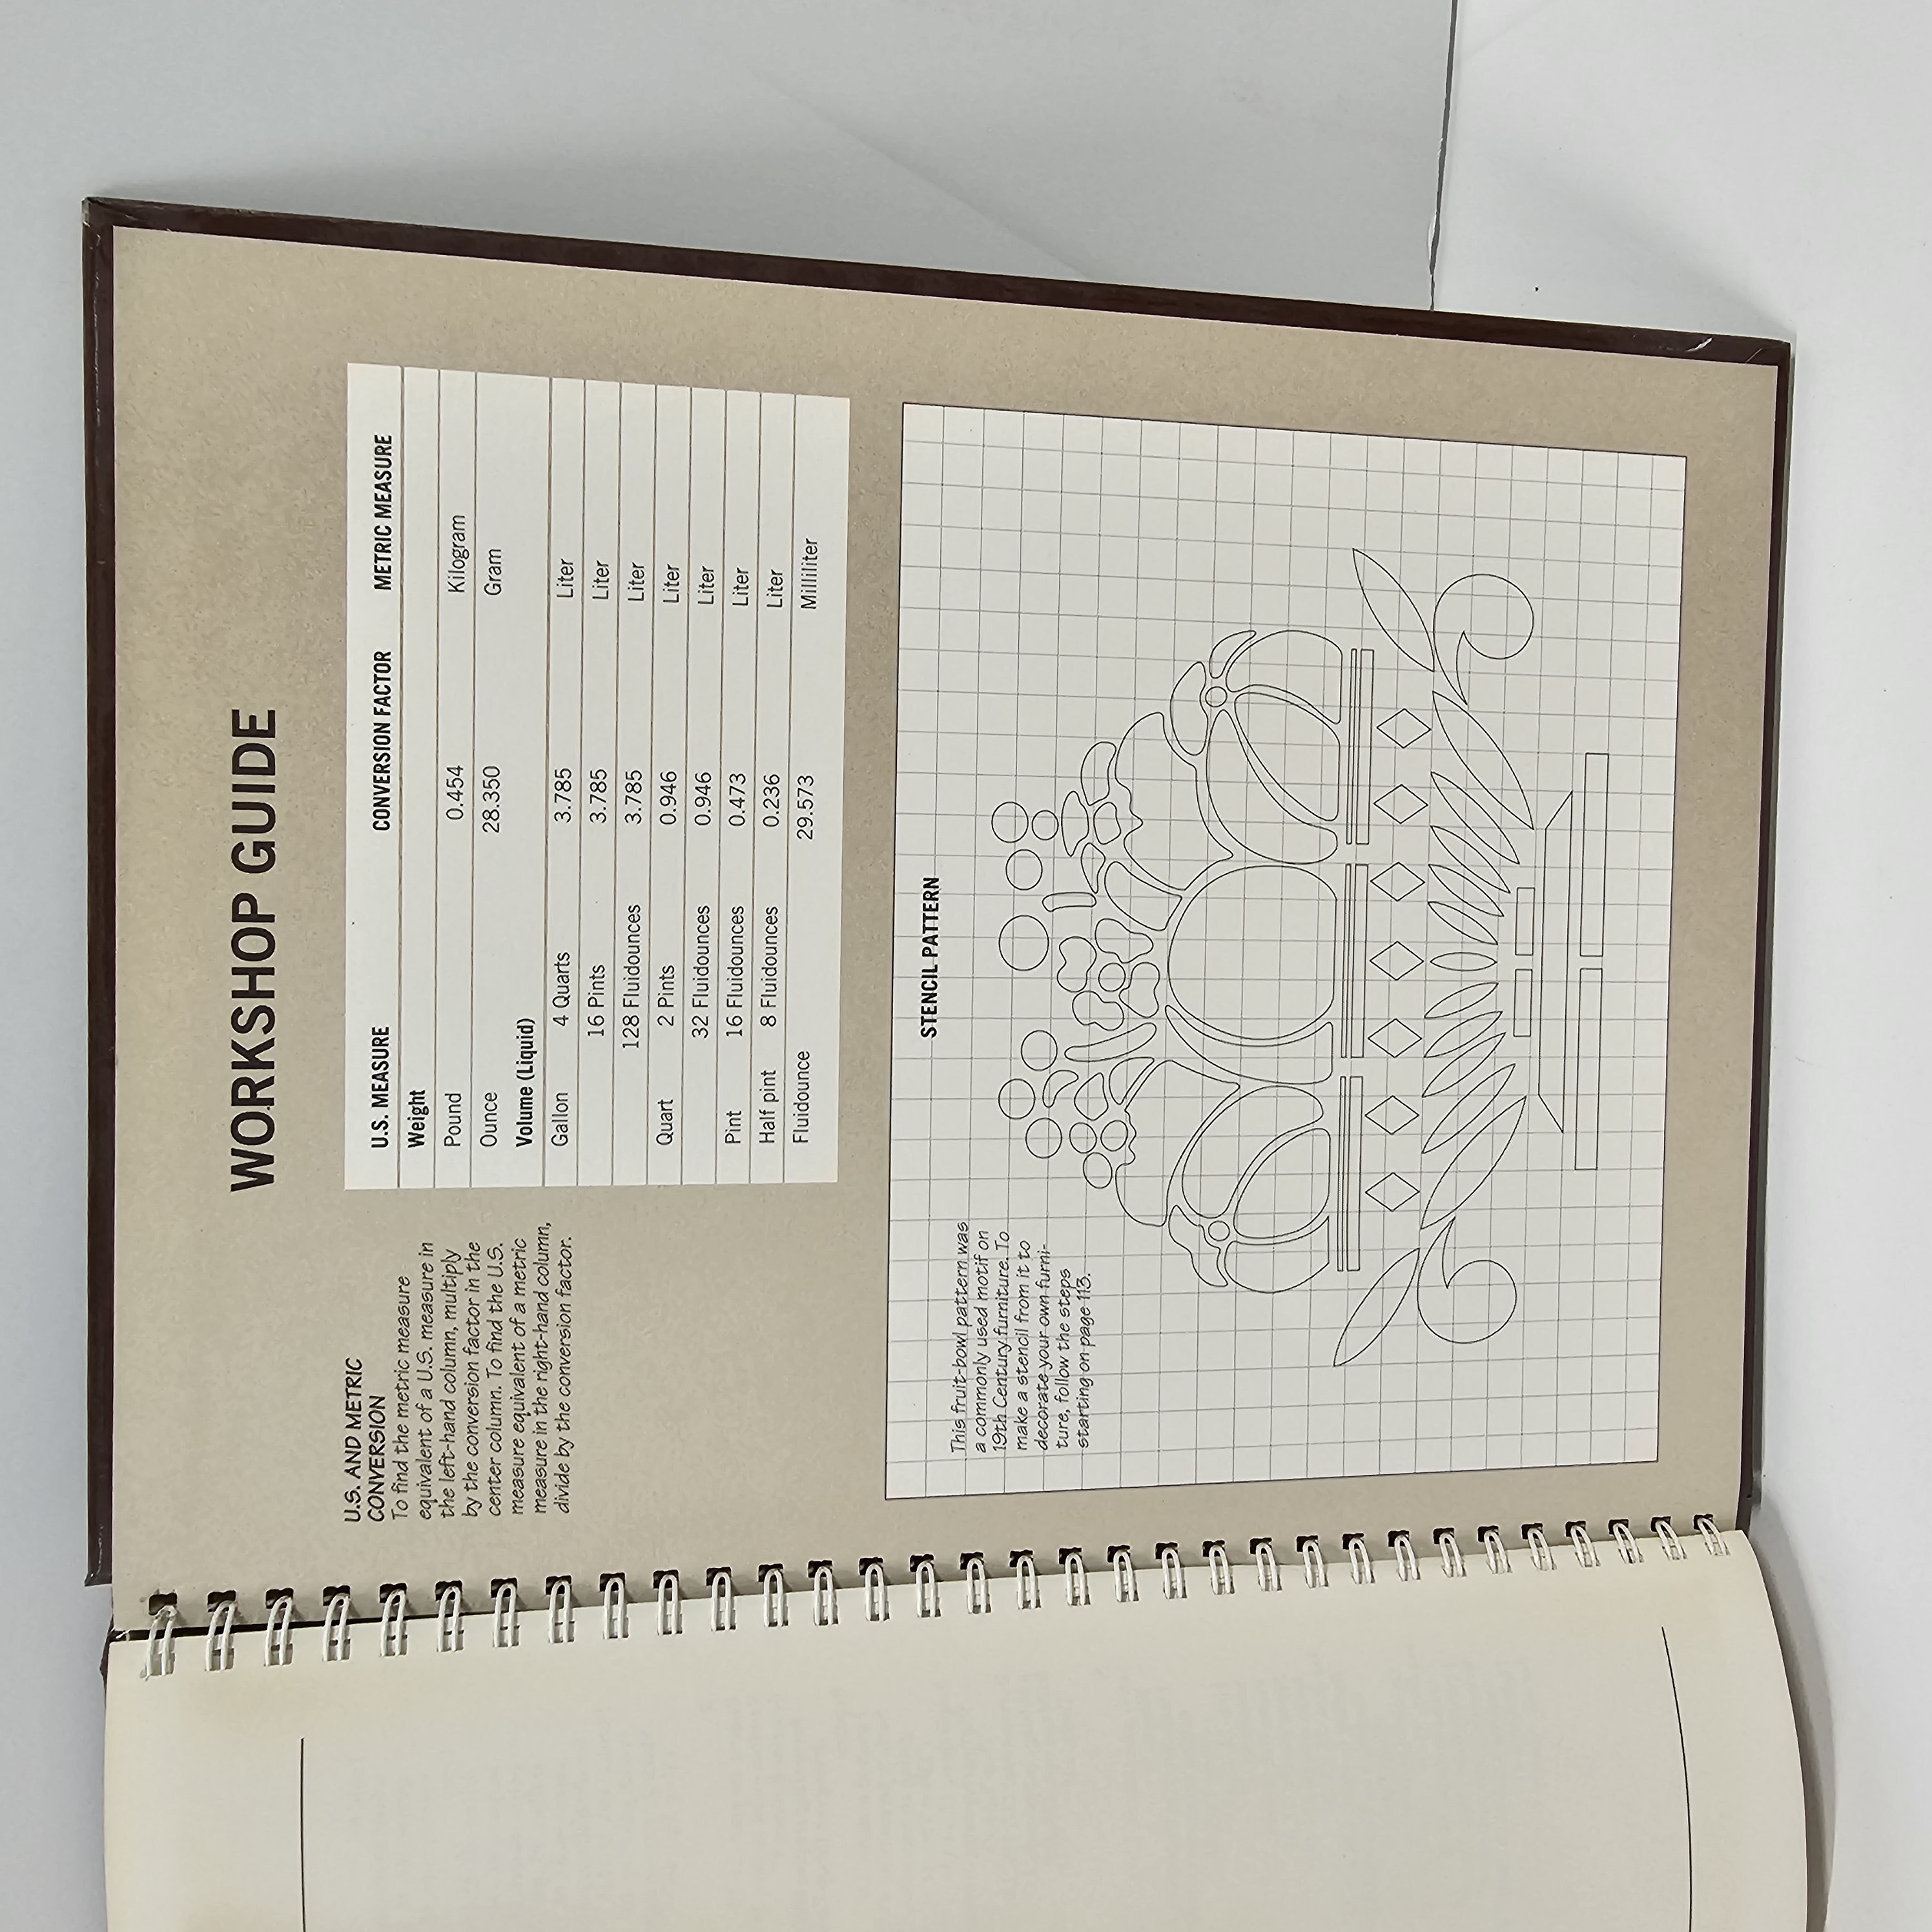 WORKSHOP GUIDE
U.S. AND METRIC
CONVERSION
To find the metric measure
equivalent of a U.S. measure in
the left-hand column, multiply
by the conversion factor in the
center column. To find the U.S.
measure equivalent of a metric
measure in the right-hand column,
divide by the conversion factor.
U.S. MEASURE CONVERSION FACTOR METRIC MEASURE
Weight
Pound 0.454 Kilogram
Ounce 28.350 Gram
Volume (Liquid)
Gallon 4 Quarts 3.785 Liter
16 Pints 3.785 Liter
128 Fluidounces 3.785 Liter
Quart 2 Pints 0.946 Liter
32 Fluidounces 0.946 Liter
Pint 16 Fluidounces 0.473 Liter
Half pint 8 Fluidounces 0.236 Liter
Fluidounce 29.573 Milliliter
STENCIL PATTERN
This fruit-bowl pattern was
a commonly used motif on
19th Century furniture. To
make a stencil from it to
decorate your own furni-
ture, follow the steps
starting on page 113.